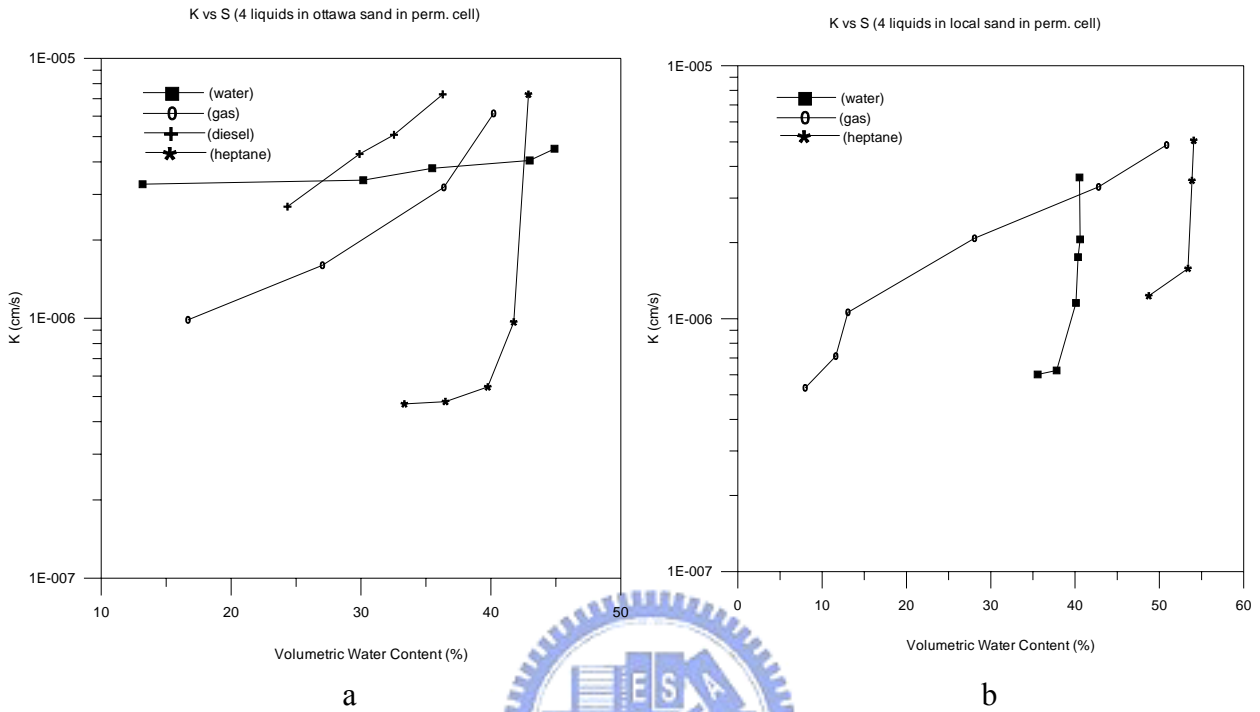 K vs S (4 liquids in ottawa sand in perm. cell)
1E-005
(water)
(gas)
(diesel)
(heptane)
K (cm/s)
1E-006
1E-007
10
20
30
40
50
Volumetric Water Content (%)
a
K vs S (4 liquids in local sand in perm. cell)
1E-005
(water)
(gas)
(heptane)
K (cm/s)
1E-006
1E-007
0
10
20
30
40
50
60
Volumetric Water Content (%)
b
E S A